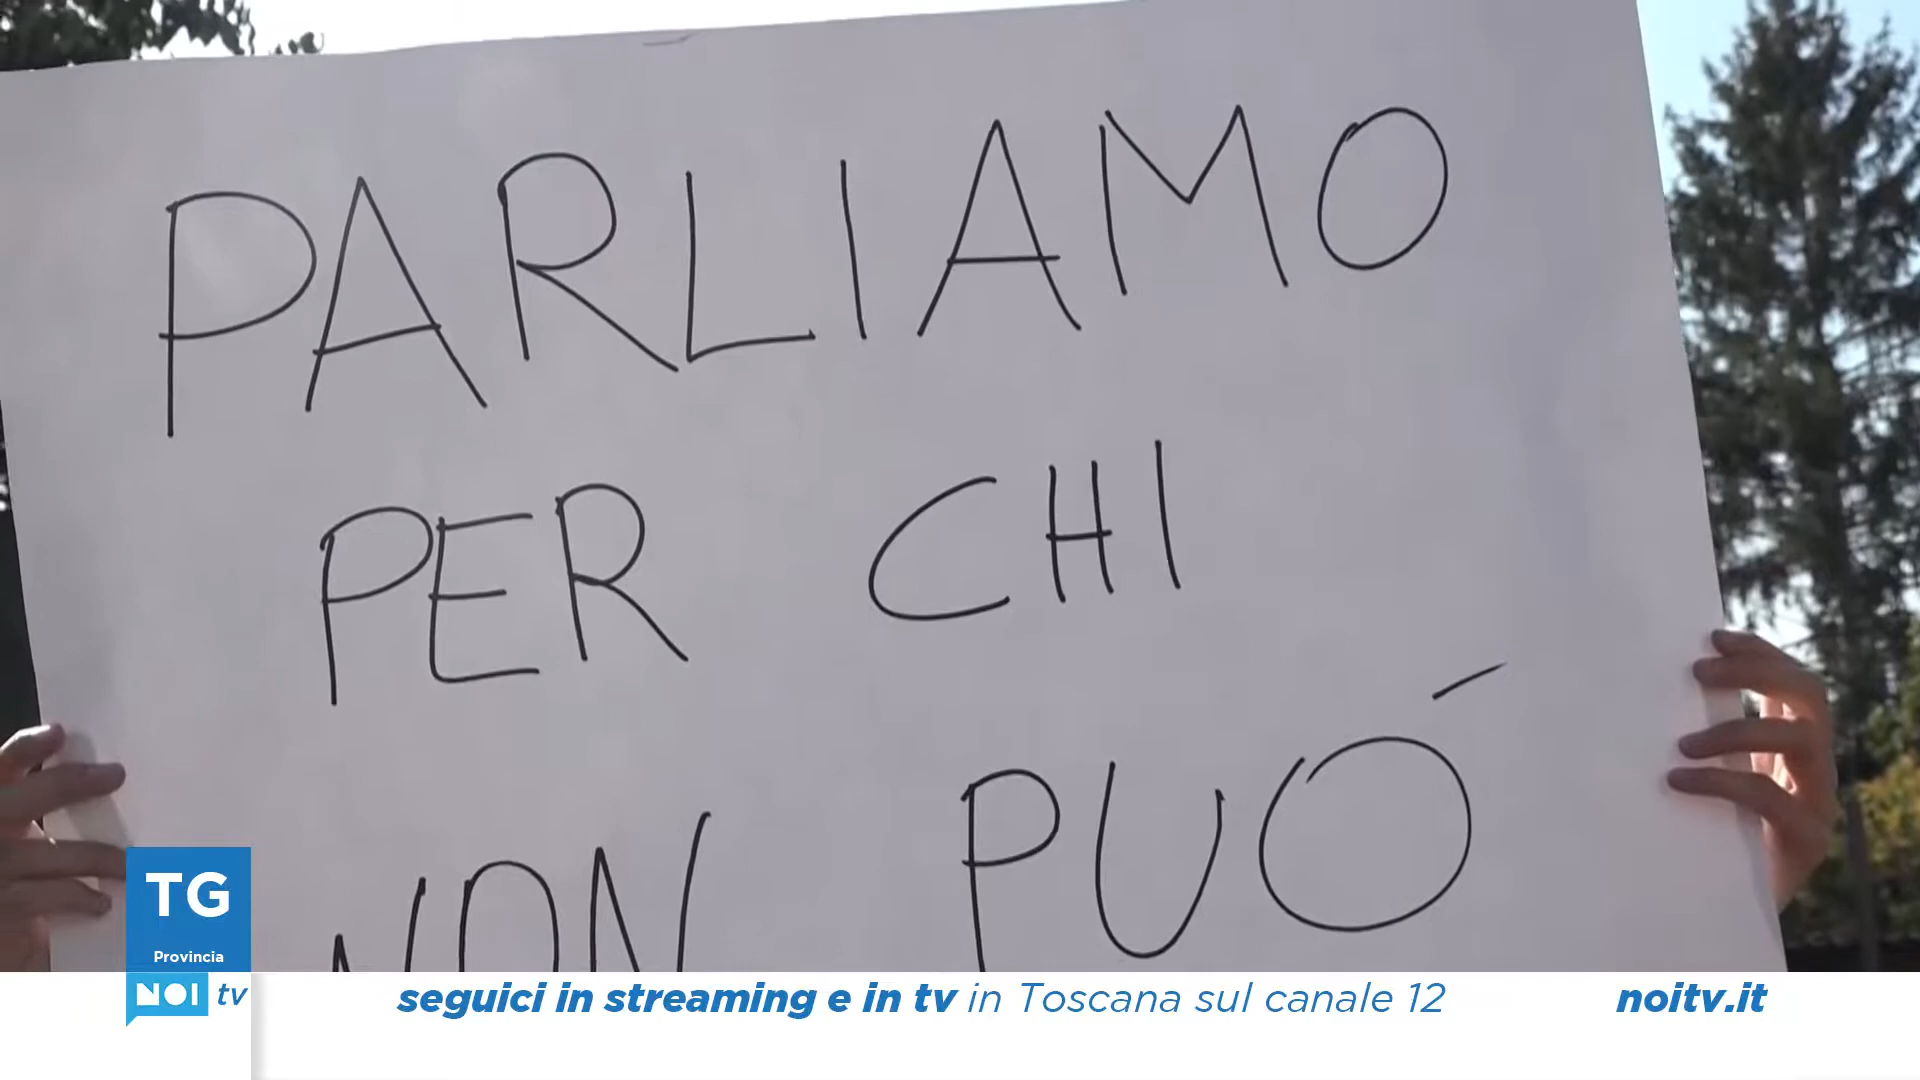 PARLIAMO
PER CHI
NON PUÓ
TG
Provincia
NOI tv
seguici in streaming e in tv in Toscana sul canale 12
noitv.it